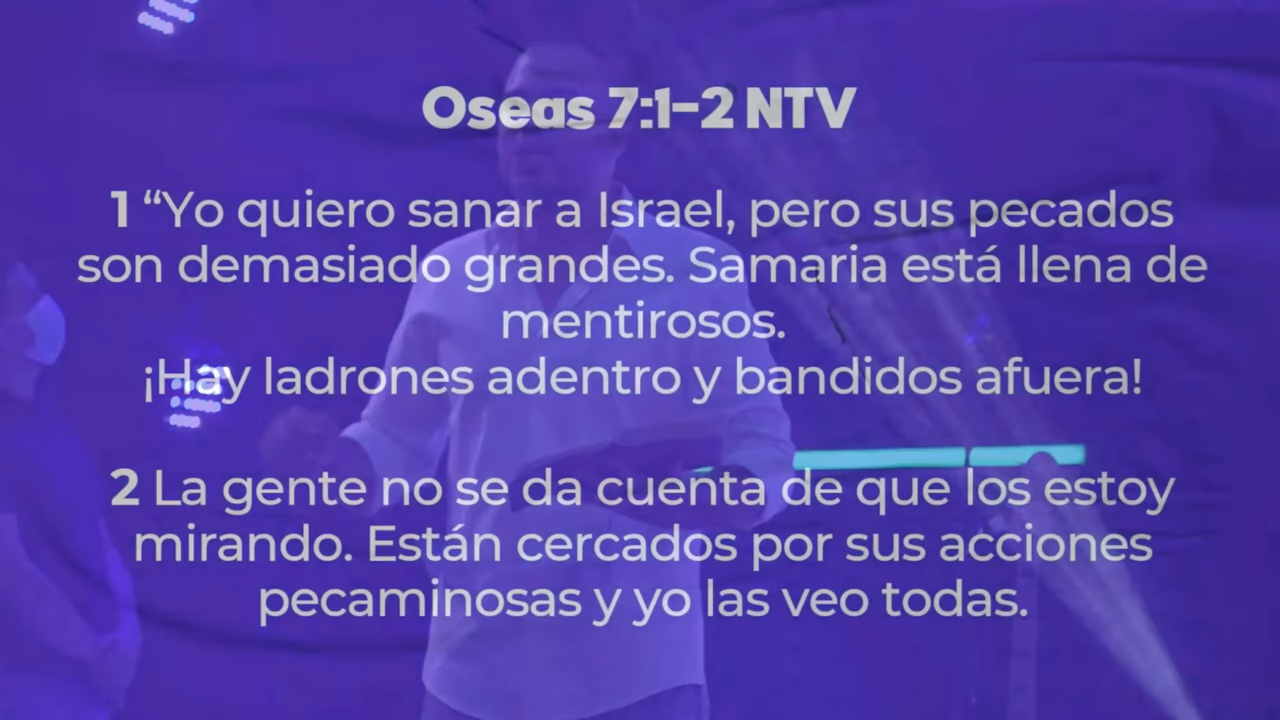 Oseas 7:1–2 NTV
1 “Yo quiero sanar a Israel, pero sus pecados
son demasiado grandes. Samaria está llena de
mentirosos.
¡Hay ladrones adentro y bandidos afuera!
2 La gente no se da cuenta de que los estoy
mirando. Están cercados por sus acciones
pecaminosas y yo las veo todas.